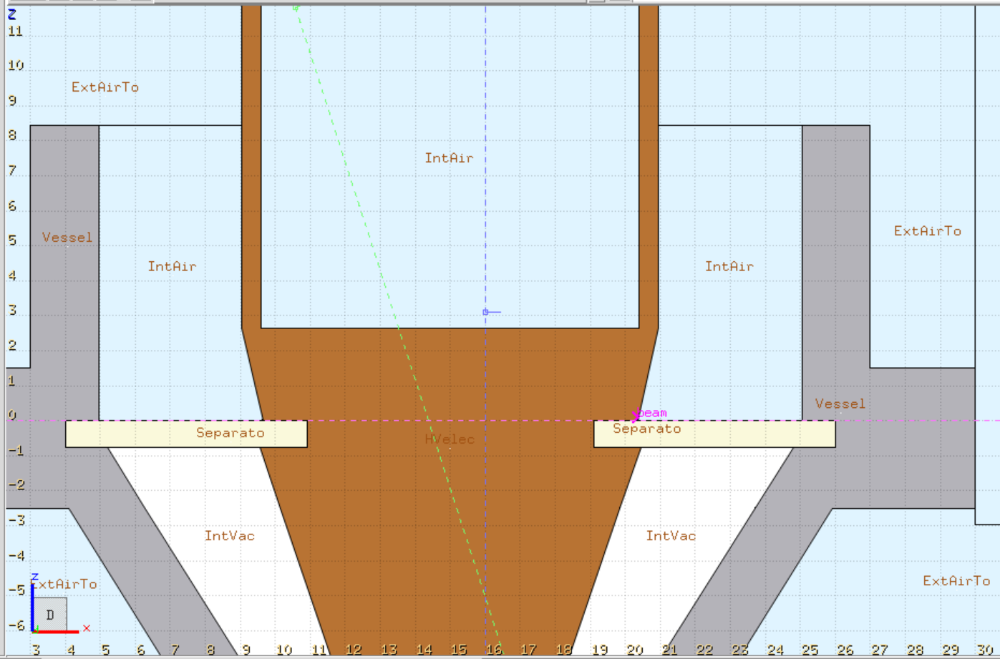 z
11
10
ExtAirTo
9
8
7
IntAir
6
Vessel
5
ExtAirTo
IntAir
IntAir
4
3
2
1
Vessel
0
beam
Separato
Separato
HVelec
-1
-2
-3
IntVac
IntVac
-4
z
ExtAirTo
ExtAirTo
-5
D
x
-6
3 4 5 6 7 8 9 10 11 12 13 14 15 16 17 18 19 20 21 22 23 24 25 26 27 28 29 30